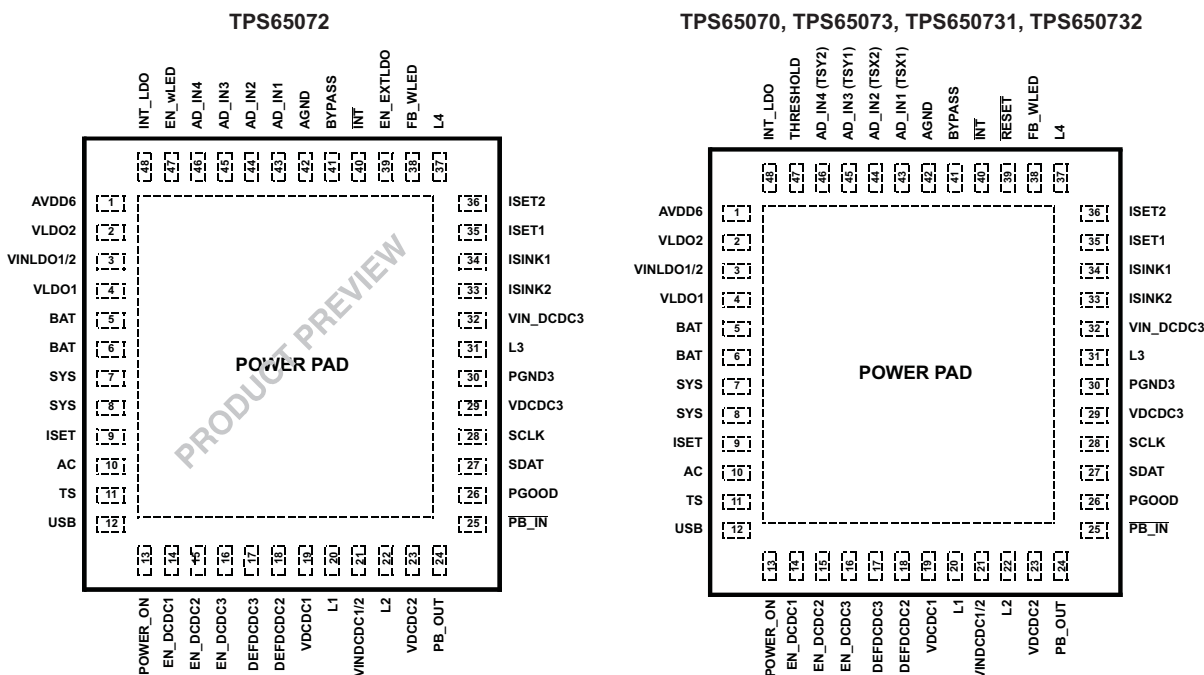 TPS65072
INT_LDO
EN_wLED
AD_IN4
AD_IN3
AD_IN2
AD_IN1
AGND
BYPASS
INT
EN_EXTLDO
FB_WLED
L4
48
47
46
45
44
43
42
41
40
39
38
37
AVDD6 1
VLDO2 2
VINLDO1/2 3
VLDO1 4
BAT 5
BAT 6
SYS 7
SYS 8
ISET 9
AC 10
TS 11
USB 12
POWER PAD
PRODUCT PREVIEW
36 ISET2
35 ISET1
34 ISINK1
33 ISINK2
32 VIN_DCDC3
31 L3
30 PGND3
29 VDCDC3
28 SCLK
27 SDAT
26 PGOOD
25 PB_IN
13
14
15
16
17
18
19
20
21
22
23
24
POWER_ON
EN_DCDC1
EN_DCDC2
EN_DCDC3
DEFDCDC3
DEFDCDC2
VDCDC1
L1
VINDCDC1/2
L2
VDCDC2
PB_OUT
TPS65070, TPS65073, TPS650731, TPS650732
INT_LDO
THRESHOLD
AD_IN4 (TSY2)
AD_IN3 (TSY1)
AD_IN2 (TSX2)
AD_IN1 (TSX1)
AGND
BYPASS
INT
RESET
FB_WLED
L4
48
47
46
45
44
43
42
41
40
39
38
37
AVDD6 1
VLDO2 2
VINLDO1/2 3
VLDO1 4
BAT 5
BAT 6
SYS 7
SYS 8
ISET 9
AC 10
TS 11
USB 12
POWER PAD
36 ISET2
35 ISET1
34 ISINK1
33 ISINK2
32 VIN_DCDC3
31 L3
30 PGND3
29 VDCDC3
28 SCLK
27 SDAT
26 PGOOD
25 PB_IN
13
14
15
16
17
18
19
20
21
22
23
24
POWER_ON
EN_DCDC1
EN_DCDC2
EN_DCDC3
DEFDCDC3
DEFDCDC2
VDCDC1
L1
VINDCDC1/2
L2
VDCDC2
PB_OUT